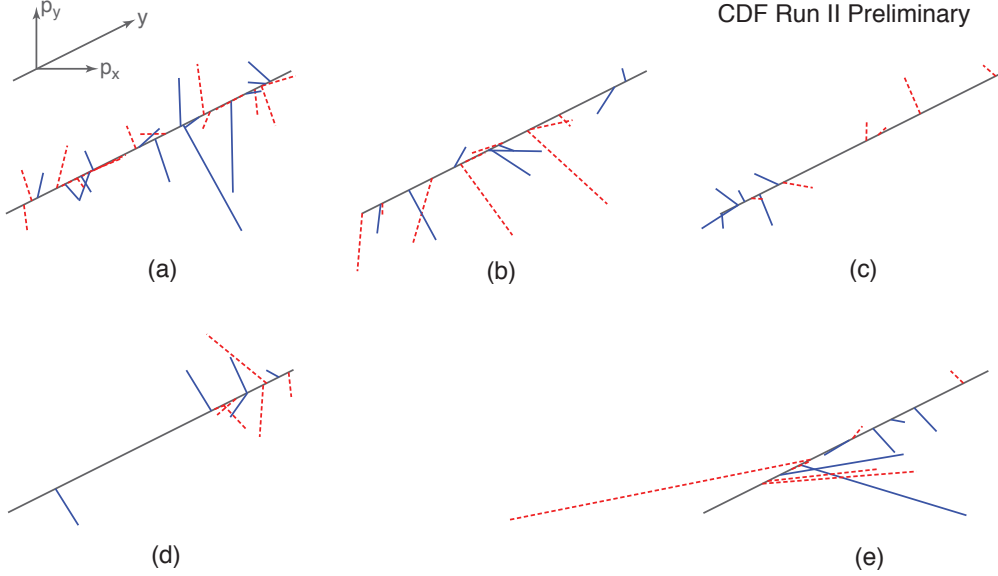 CDF Run II Preliminary
p_y
y
p_x
(a)
(b)
(c)
(d)
(e)